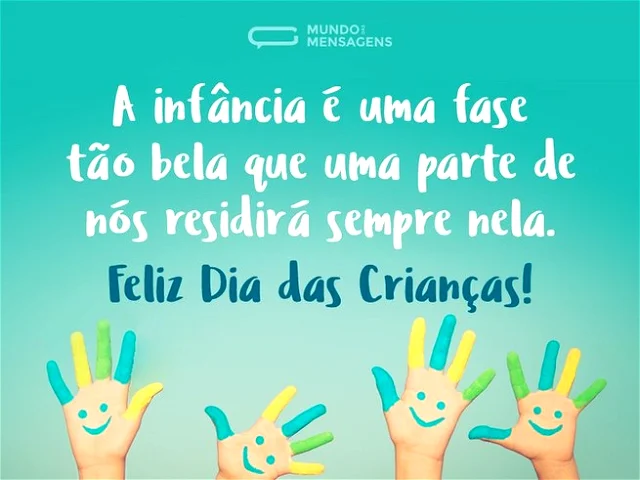 MUNDO DAS
MENSAGENS
A infância é uma fase
tão bela que uma parte de
nós residirá sempre nela.
Feliz Dia das Crianças!